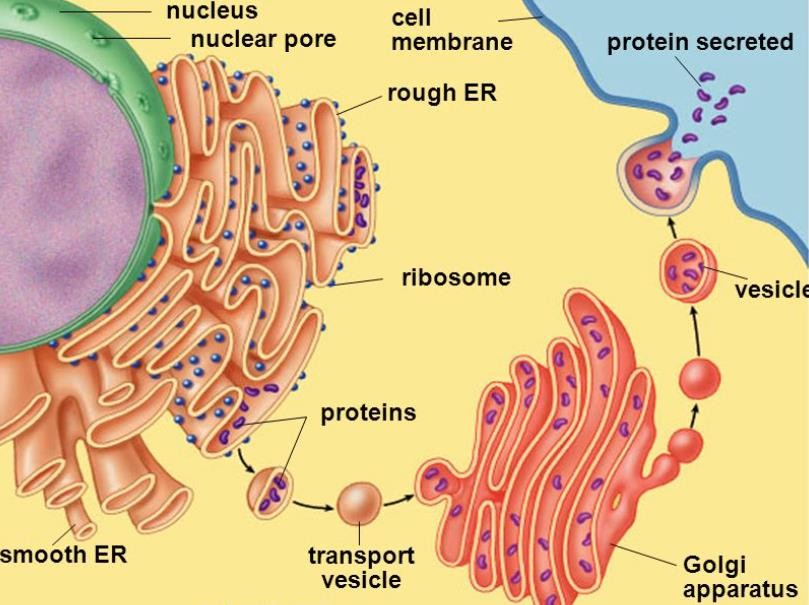 nucleus
nuclear pore
cell
membrane
protein secreted
rough ER
ribosome
vesicle
proteins
smooth ER
transport
vesicle
Golgi
apparatus